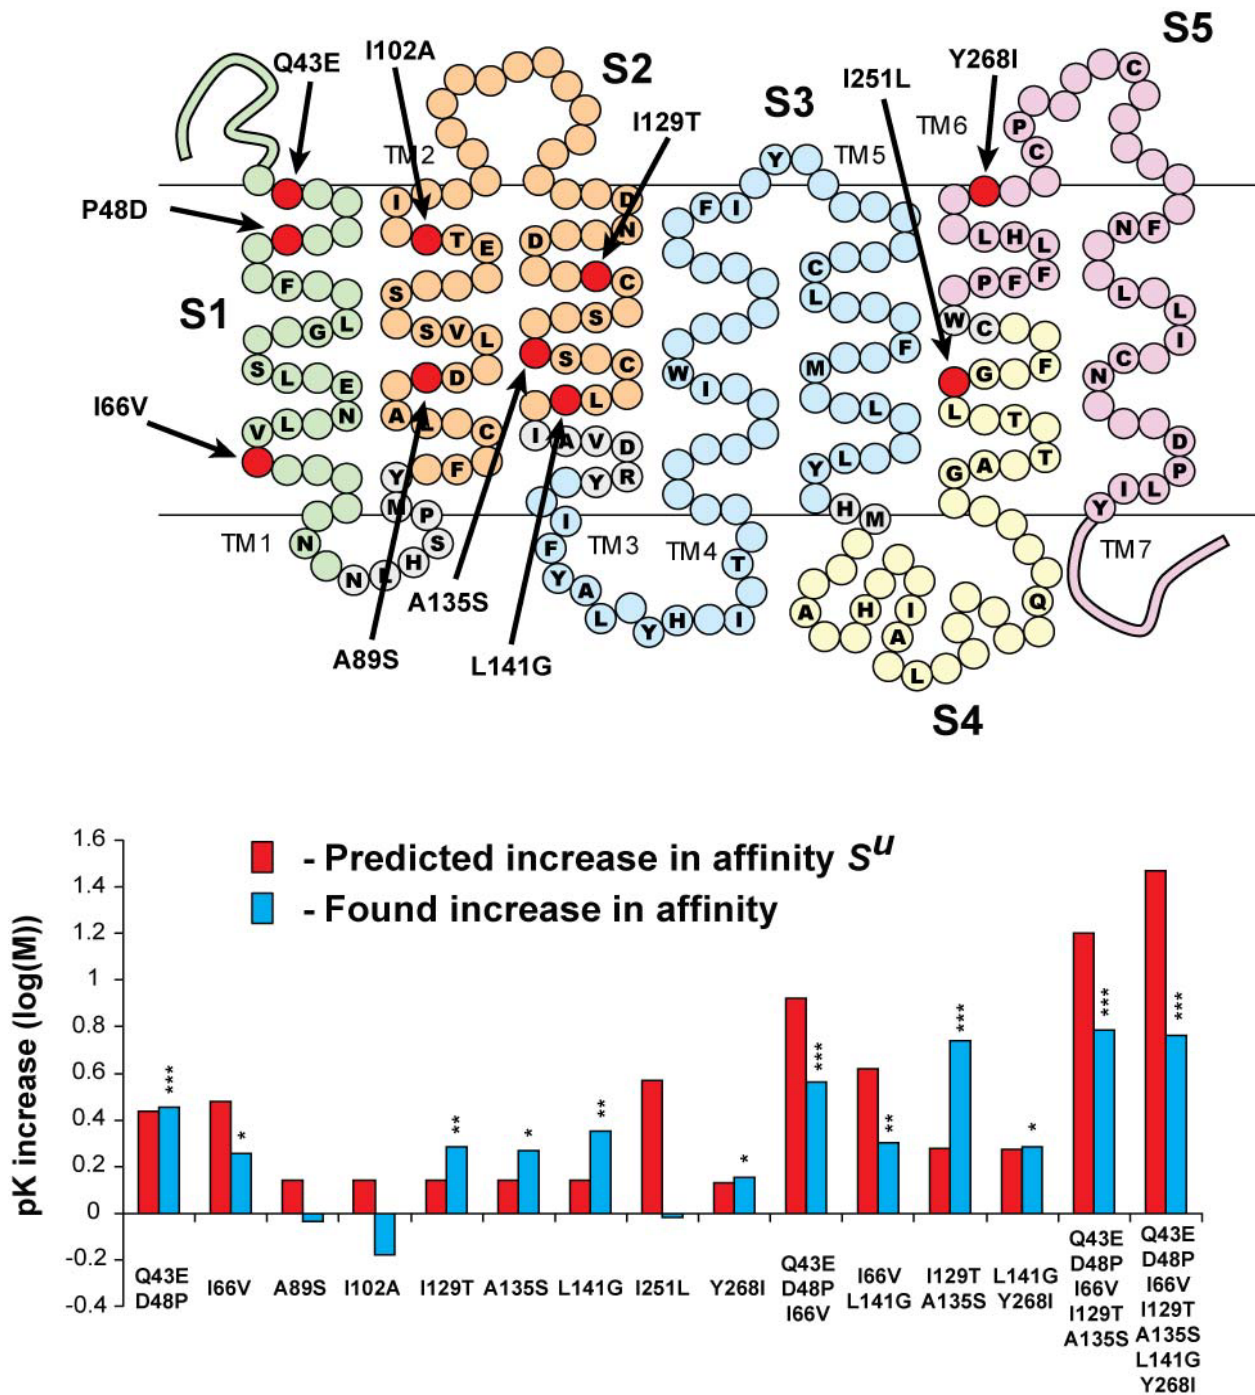 S5
Q43E
I102A
S2
I251L
Y268I
S3
I129T
TM6
TM2
TM5
P48D
S1
I66V
TM1
TM3
TM4
TM7
A135S
A89S
L141G
S4
F
G L
S L E
V L N
N
N L H S P M Y
I
T E
S
S V L
D
A L C
F
D
N
D
C
S
S C
L
I A V D
Y R
I
F
Y
A
L
Y
H
I
T
W I
F I
Y
C
L
F
M
L
L
Y
H M
A
H
I
A
L
Q
G A T
L T T
G F
W C
P F F
L H L
P
C
C
N F
L L
I
N C
D
P
Y I L
1.6
1.4
1.2
1
0.8
0.6
0.4
0.2
0
-0.2
-0.4
pK increase (log(M))
- Predicted increase in affinity S^u
- Found increase in affinity
***
*
**
*
**
*
***
**
***
*
***
***
Q43E
D48P
I66V
A89S
I102A
I129T
A135S
L141G
I251L
Y268I
Q43E
D48P
I66V
I66V
L141G
I129T
A135S
L141G
Y268I
Q43E
D48P
I66V
I129T
A135S
Q43E
D48P
I66V
I129T
A135S
L141G
Y268I